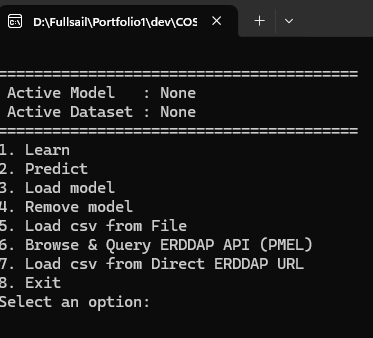 D:\Fullsail\Portfolio1\dev\COS
==========================================
Active Model   : None
Active Dataset : None
==========================================
1. Learn
2. Predict
3. Load model
4. Remove model
5. Load csv from File
6. Browse & Query ERDDAP API (PMEL)
7. Load csv from Direct ERDDAP URL
8. Exit
Select an option: